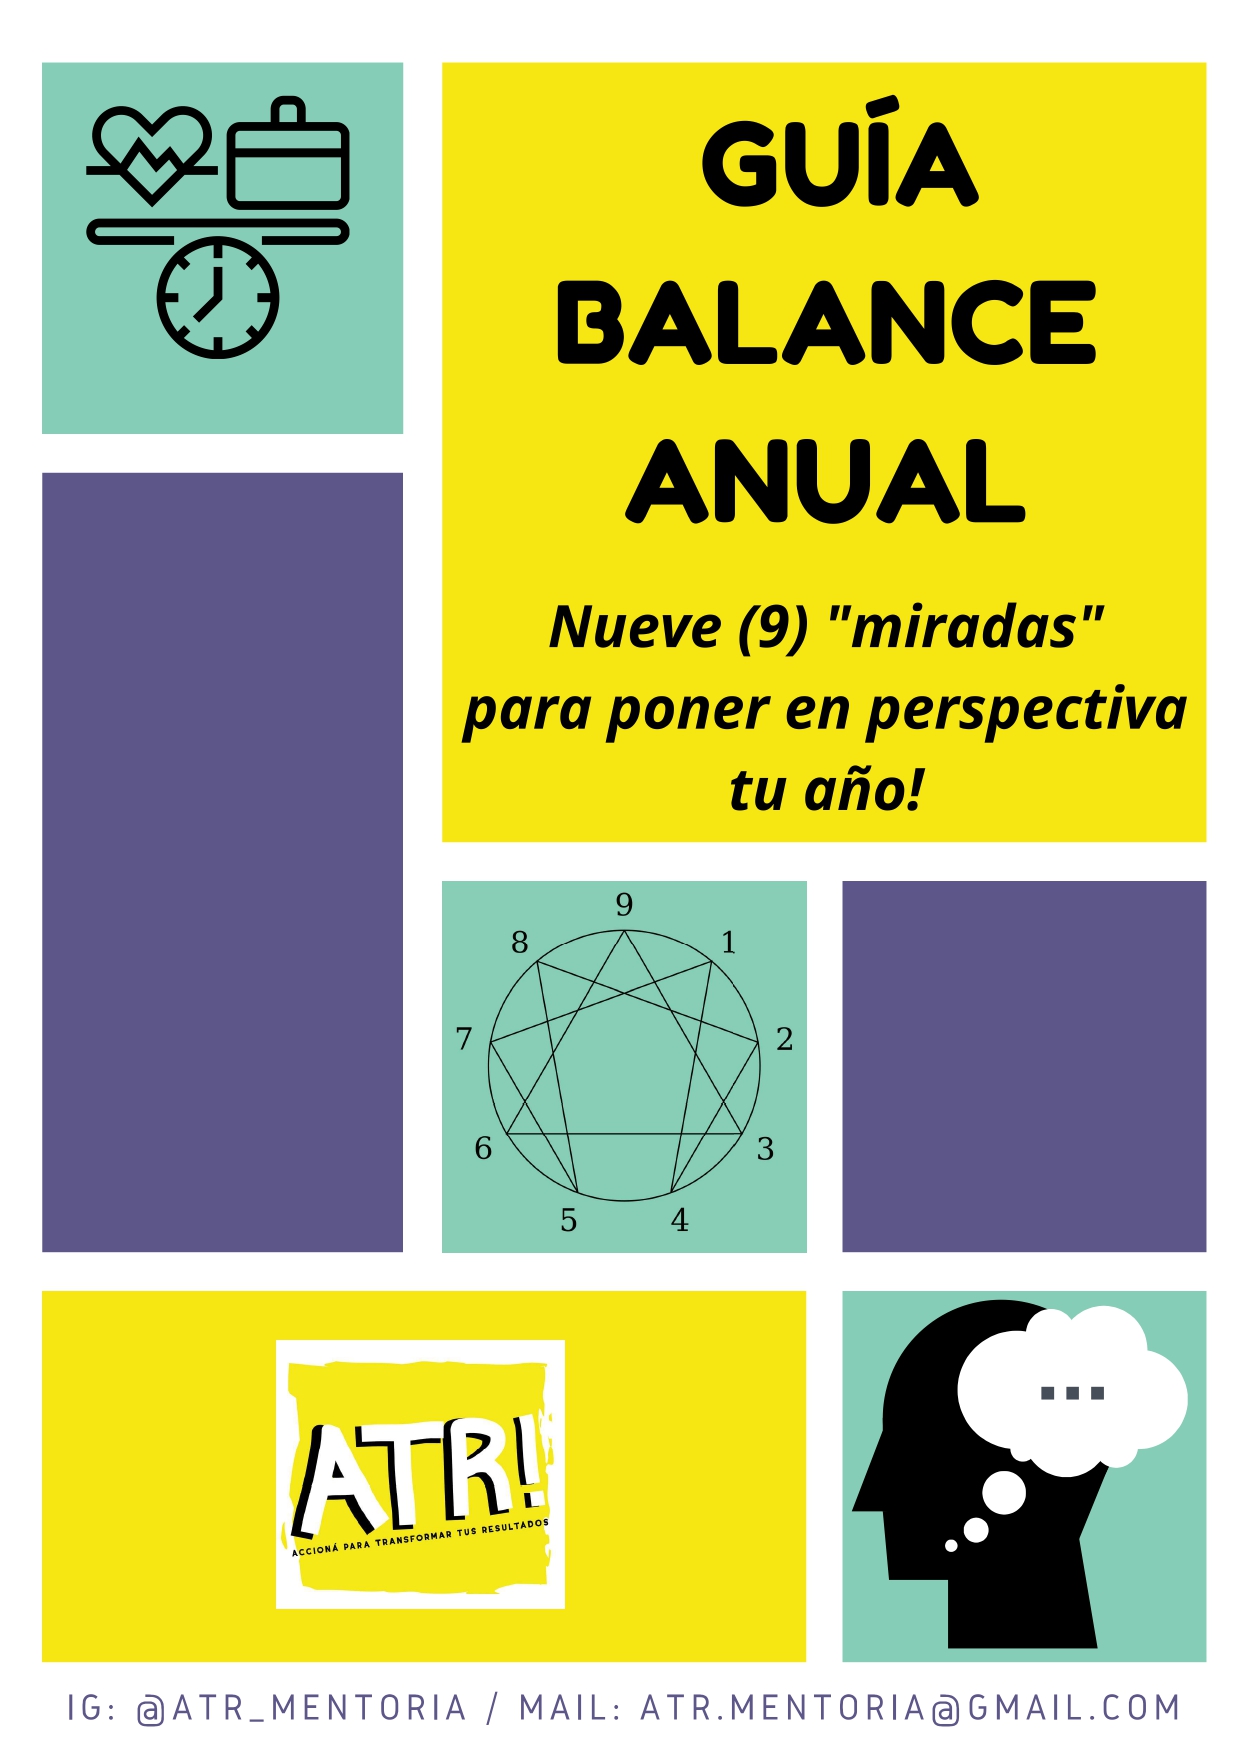 GUÍA
BALANCE
ANUAL
Nueve (9) "miradas"
para poner en perspectiva
tu año!
9
8
1
7
2
6
3
5
4
ATR!
ACCIONÁ PARA TRANSFORMAR TUS RESULTADOS
IG: @ATR_MENTORIA / MAIL: ATR.MENTORIA@GMAIL.COM